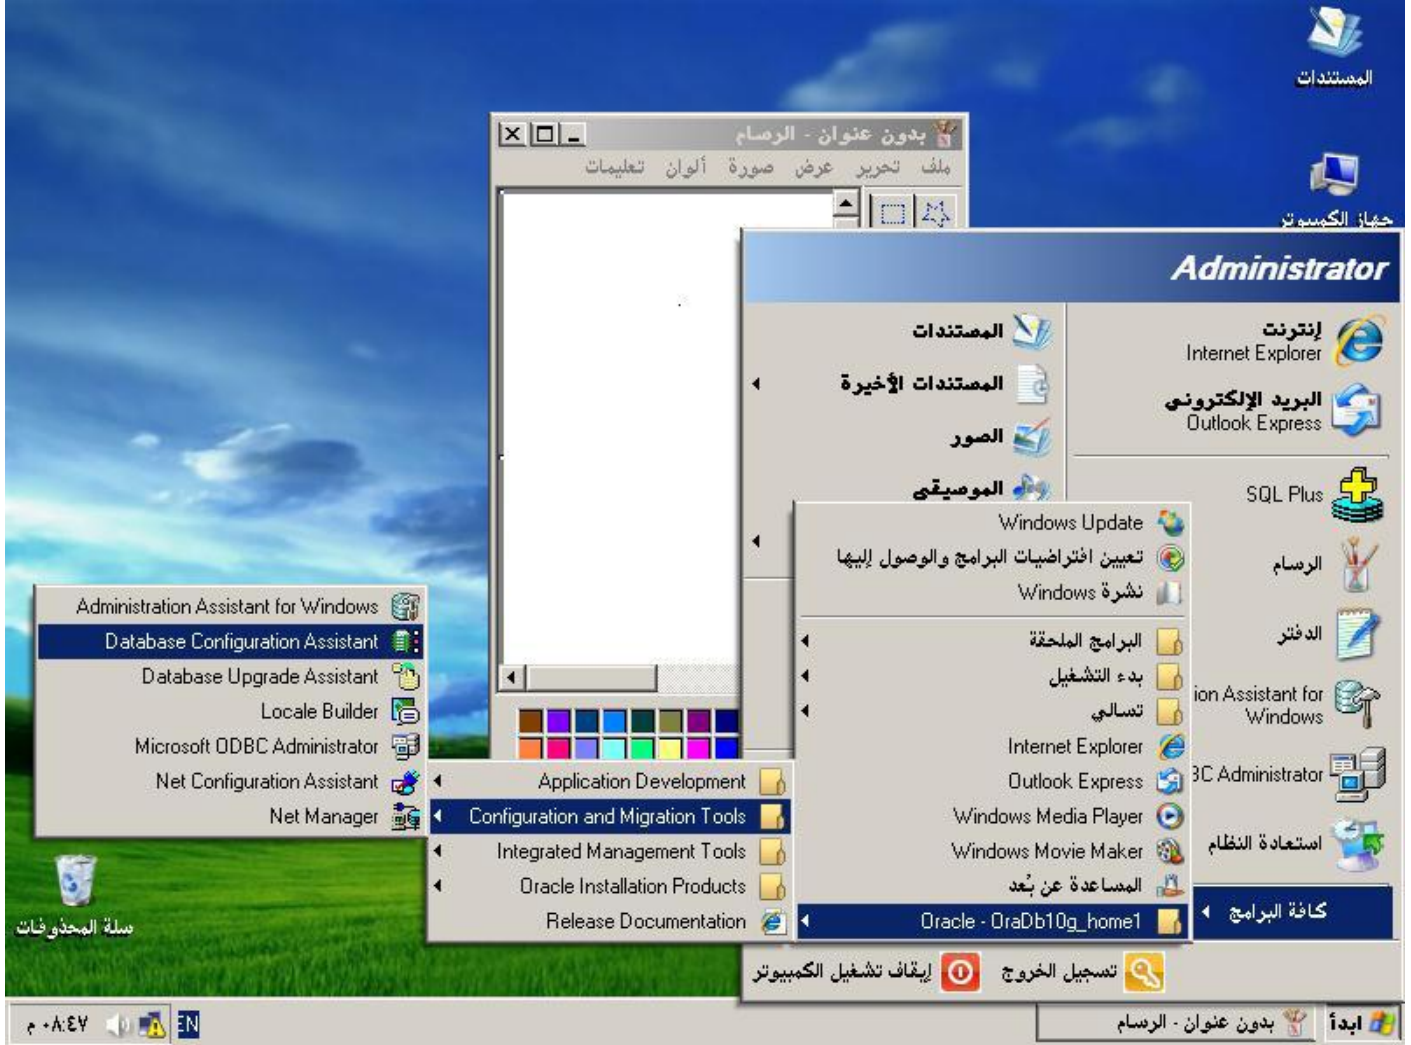 المستندات
جهاز الكمبيوتر
بدون عنوان - الرسام
ملف تحرير عرض صورة ألوان تعليمات
Administrator
إنترنت
Internet Explorer
البريد الإلكتروني
Outlook Express
SQL Plus
الرسام
الدفتر
ion Assistant for
Windows
BC Administrator
استعادة النظام
كافة البرامج
المستندات
المستندات الأخيرة
الصور
الموسيقى
Windows Update
تعيين افتراضيات البرامج والوصول إليها
نشرة Windows
البرامج الملحقة
بدء التشغيل
تسالي
Internet Explorer
Outlook Express
Windows Media Player
Windows Movie Maker
المساعدة عن بُعد
Oracle - OraDb10g_home1
Application Development
Configuration and Migration Tools
Integrated Management Tools
Oracle Installation Products
Release Documentation
Administration Assistant for Windows
Database Configuration Assistant
Database Upgrade Assistant
Locale Builder
Microsoft ODBC Administrator
Net Configuration Assistant
Net Manager
سلة المحذوفات
تسجيل الخروج
إيقاف تشغيل الكمبيوتر
ابدأ
بدون عنوان - الرسام
EN
٠٨:٤٧ م